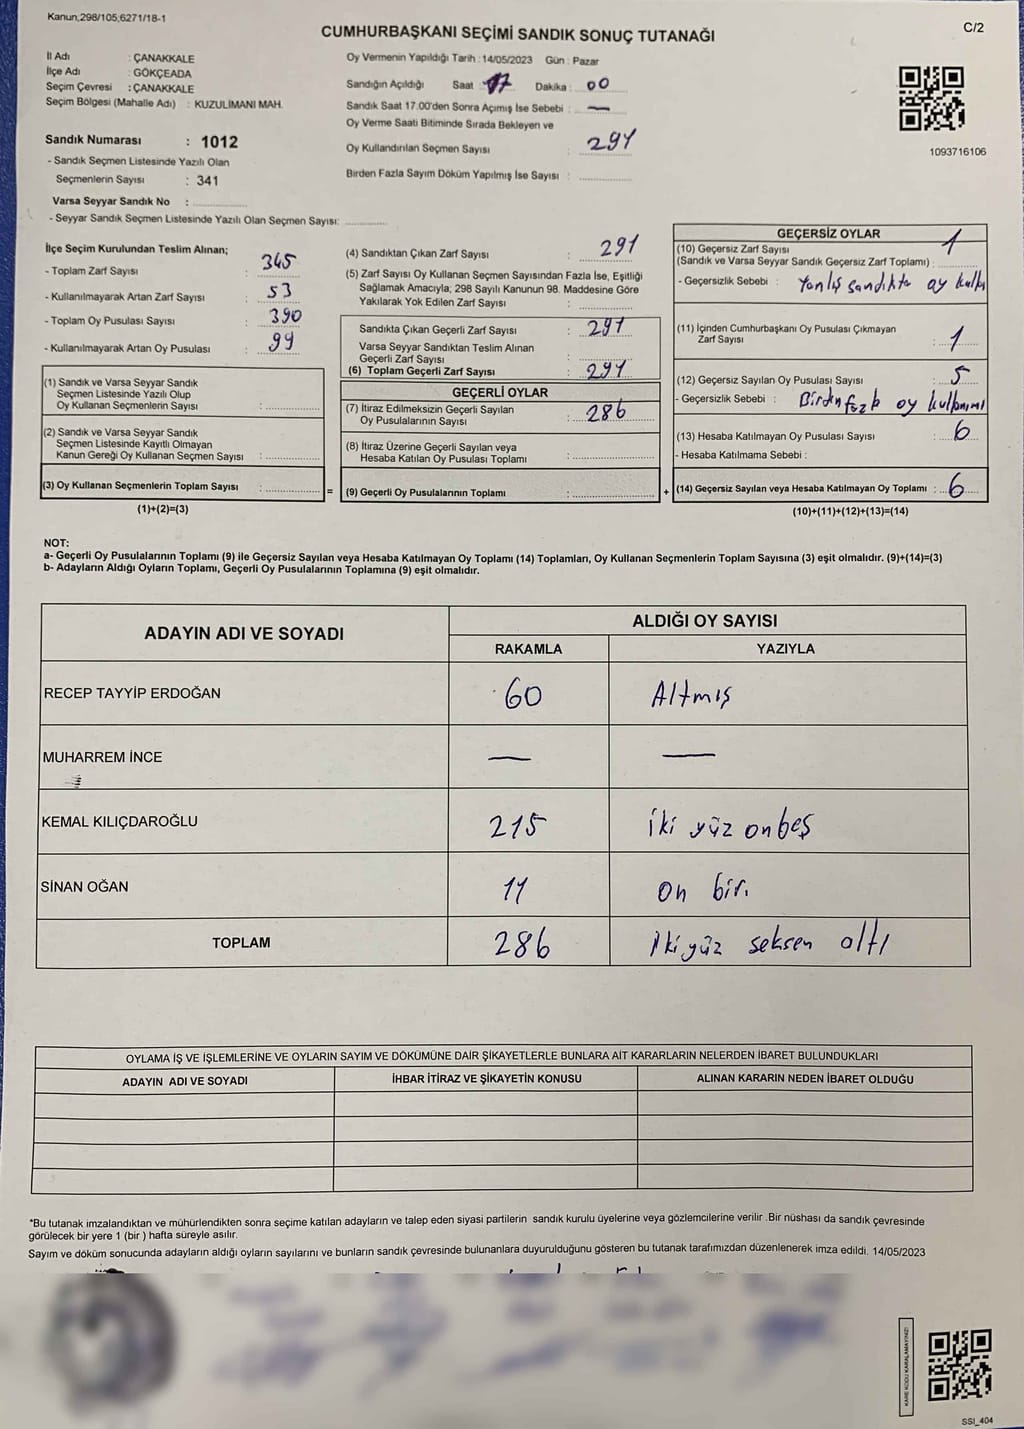 Kanun;298/105;6271/18-1
C/2
CUMHURBAŞKANI SEÇİMİ SANDIK SONUÇ TUTANAĞI
İl Adı : ÇANAKKALE
İlçe Adı : GÖKÇEADA
Seçim Çevresi : ÇANAKKALE
Seçim Bölgesi (Mahalle Adı) : KUZULİMANI MAH.
Oy Vermenin Yapıldığı Tarih : 14/05/2023 Gün : Pazar
Sandığın Açıldığı Saat : 17 Dakika : 00
Sandık Saat 17.00'den Sonra Açımış İse Sebebi : —
Oy Verme Saati Bitiminde Sırada Bekleyen ve
Oy Kullandırılan Seçmen Sayısı : 291
Birden Fazla Sayım Döküm Yapılmış İse Sayısı :
1093716106
Sandık Numarası : 1012
- Sandık Seçmen Listesinde Yazılı Olan
Seçmenlerin Sayısı : 341
Varsa Seyyar Sandık No :
- Seyyar Sandık Seçmen Listesinde Yazılı Olan Seçmen Sayısı:
İlçe Seçim Kurulundan Teslim Alınan;
- Toplam Zarf Sayısı : 345
- Kullanılmayarak Artan Zarf Sayısı : 53
- Toplam Oy Pusulası Sayısı : 390
- Kullanılmayarak Artan Oy Pusulası : 99
(1) Sandık ve Varsa Seyyar Sandık
Seçmen Listesinde Yazılı Olup
Oy Kullanan Seçmenlerin Sayısı :
(2) Sandık ve Varsa Seyyar Sandık
Seçmen Listesinde Kayıtlı Olmayan
Kanun Gereği Oy Kullanan Seçmen Sayısı :
(3) Oy Kullanan Seçmenlerin Toplam Sayısı :
(1)+(2)=(3)
(4) Sandıktan Çıkan Zarf Sayısı : 291
(5) Zarf Sayısı Oy Kullanan Seçmen Sayısından Fazla İse, Eşitliği
Sağlamak Amacıyla; 298 Sayılı Kanunun 98. Maddesine Göre
Yakılarak Yok Edilen Zarf Sayısı :
Sandıkta Çıkan Geçerli Zarf Sayısı : 291
Varsa Seyyar Sandıktan Teslim Alınan
Geçerli Zarf Sayısı :
(6) Toplam Geçerli Zarf Sayısı : 291
GEÇERLİ OYLAR
(7) İtiraz Edilmeksizin Geçerli Sayılan
Oy Pusulalarının Sayısı : 286
(8) İtiraz Üzerine Geçerli Sayılan veya
Hesaba Katılan Oy Pusulası Toplamı :
= (9) Geçerli Oy Pusulalarının Toplamı :
GEÇERSİZ OYLAR
(10) Geçersiz Zarf Sayısı 1
(Sandık ve Varsa Seyyar Sandık Geçersiz Zarf Toplamı) :
- Geçersizlik Sebebi : Yanlış sandıkta oy
(11) İçinden Cumhurbaşkanı Oy Pusulası Çıkmayan
Zarf Sayısı : 1
(12) Geçersiz Sayılan Oy Pusulası Sayısı : 5
- Geçersizlik Sebebi : Birden fazla oy kullanımı
(13) Hesaba Katılmayan Oy Pusulası Sayısı : 6
- Hesaba Katılmama Sebebi :
+ (14) Geçersiz Sayılan veya Hesaba Katılmayan Oy Toplamı : 6
(10)+(11)+(12)+(13)=(14)
NOT:
a- Geçerli Oy Pusulalarının Toplamı (9) ile Geçersiz Sayılan veya Hesaba Katılmayan Oy Toplamı (14) Toplamları, Oy Kullanan Seçmenlerin Toplam Sayısına (3) eşit olmalıdır. (9)+(14)=(3)
b- Adayların Aldığı Oyların Toplamı, Geçerli Oy Pusulalarının Toplamına (9) eşit olmalıdır.
ADAYIN ADI VE SOYADI
ALDIĞI OY SAYISI
RAKAMLA YAZIYLA
RECEP TAYYİP ERDOĞAN 60 Altmış
MUHARREM İNCE — —
KEMAL KILIÇDAROĞLU 215 iki yüz onbeş
SİNAN OĞAN 11 on bir.
TOPLAM 286 iki yüz seksen altı
OYLAMA İŞ VE İŞLEMLERİNE VE OYLARIN SAYIM VE DÖKÜMÜNE DAİR ŞİKAYETLERLE BUNLARA AİT KARARLARIN NELERDEN İBARET BULUNDUKLARI
ADAYIN ADI VE SOYADI İHBAR İTİRAZ VE ŞİKAYETİN KONUSU ALINAN KARARIN NEDEN İBARET OLDUĞU
*Bu tutanak imzalandıktan ve mühürlendikten sonra seçime katılan adayların ve talep eden siyasi partilerin sandık kurulu üyelerine veya gözlemcilerine verilir .Bir nüshası da sandık çevresinde
görülecek bir yere 1 (bir ) hafta süreyle asılır.
Sayım ve döküm sonucunda adayların aldığı oyların sayılarını ve bunların sandık çevresinde bulunanlara duyurulduğunu gösteren bu tutanak tarafımızdan düzenlenerek imza edildi. 14/05/2023
KARE KODU KARALAMAYINIZ!
SSI_404